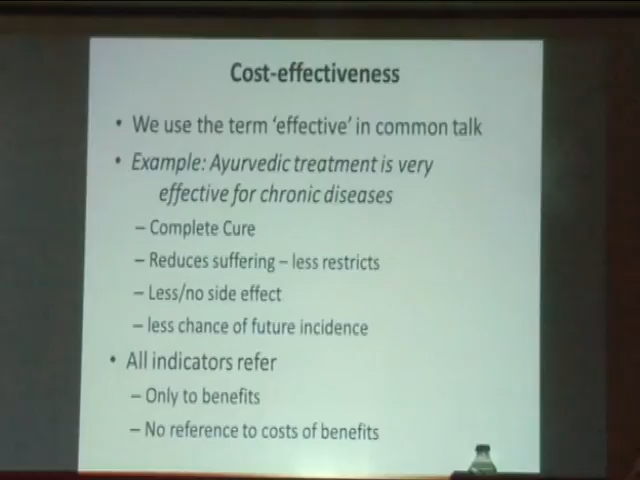 Cost-effectiveness
• We use the term 'effective' in common talk
• Example: Ayurvedic treatment is very
effective for chronic diseases
– Complete Cure
– Reduces suffering – less restricts
– Less/no side effect
– less chance of future incidence
• All indicators refer
– Only to benefits
– No reference to costs of benefits